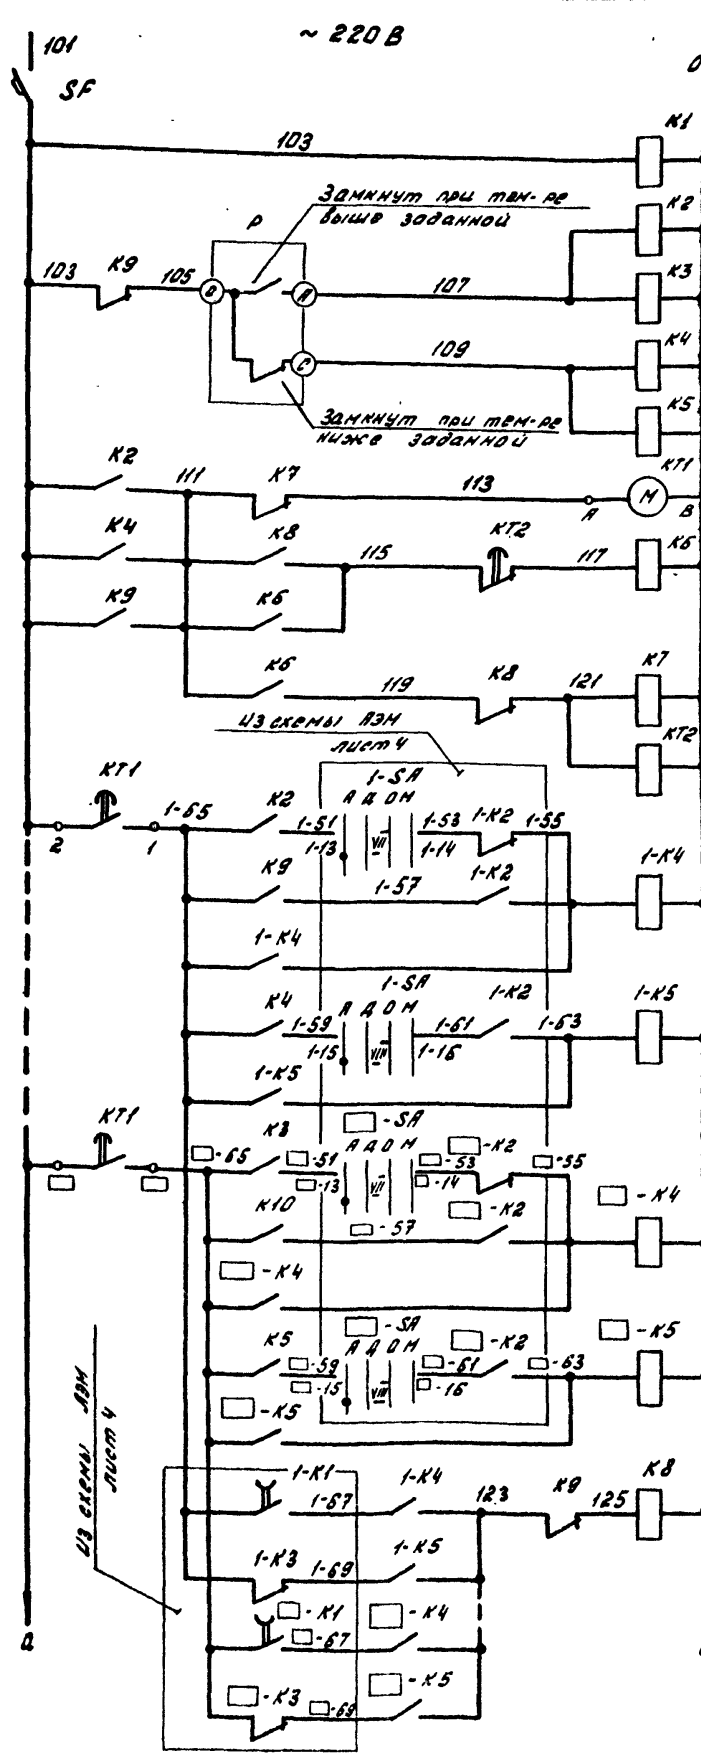 101
~ 220 В
SF
103
К1
Замкнут при тем-ре
выше заданной
Р
К2
103
К9
105
107
К3
109
К4
С
К5
Замкнут при тем-ре
ниже заданной
К2
111
К7
113
КТ1
А
М
В
К4
К8
115
КТ2
117
К6
К9
К6
К6
119
К8
121
К7
Из схемы АЭМ
лист 4
КТ2
КТ1
1-SA
1-65
К2
1-51
А Д О М
1-53
1-К2
1-55
2
1
1-13
VII
1-14
1-К4
К9
1-57
1-К2
1-К4
1-SA
К4
1-59
А Д О М
1-61
1-К2
1-63
1-К5
1-15
VIII
1-16
1-К5
КТ1
-SA
-65
К3
-51
А Д О М
-53
-К2
-55
-13
VII
-14
-К4
К10
-57
-К2
-К4
-SA
К5
-59
А Д О М
-61
-К2
-63
-К5
-15
VIII
-16
-К5
Из схемы АЭМ
лист 4
1-К1
1-67
1-К4
123
К9
125
К8
1-К3
1-69
1-К5
-К1
-67
-К4
а
-К3
-69
-К5